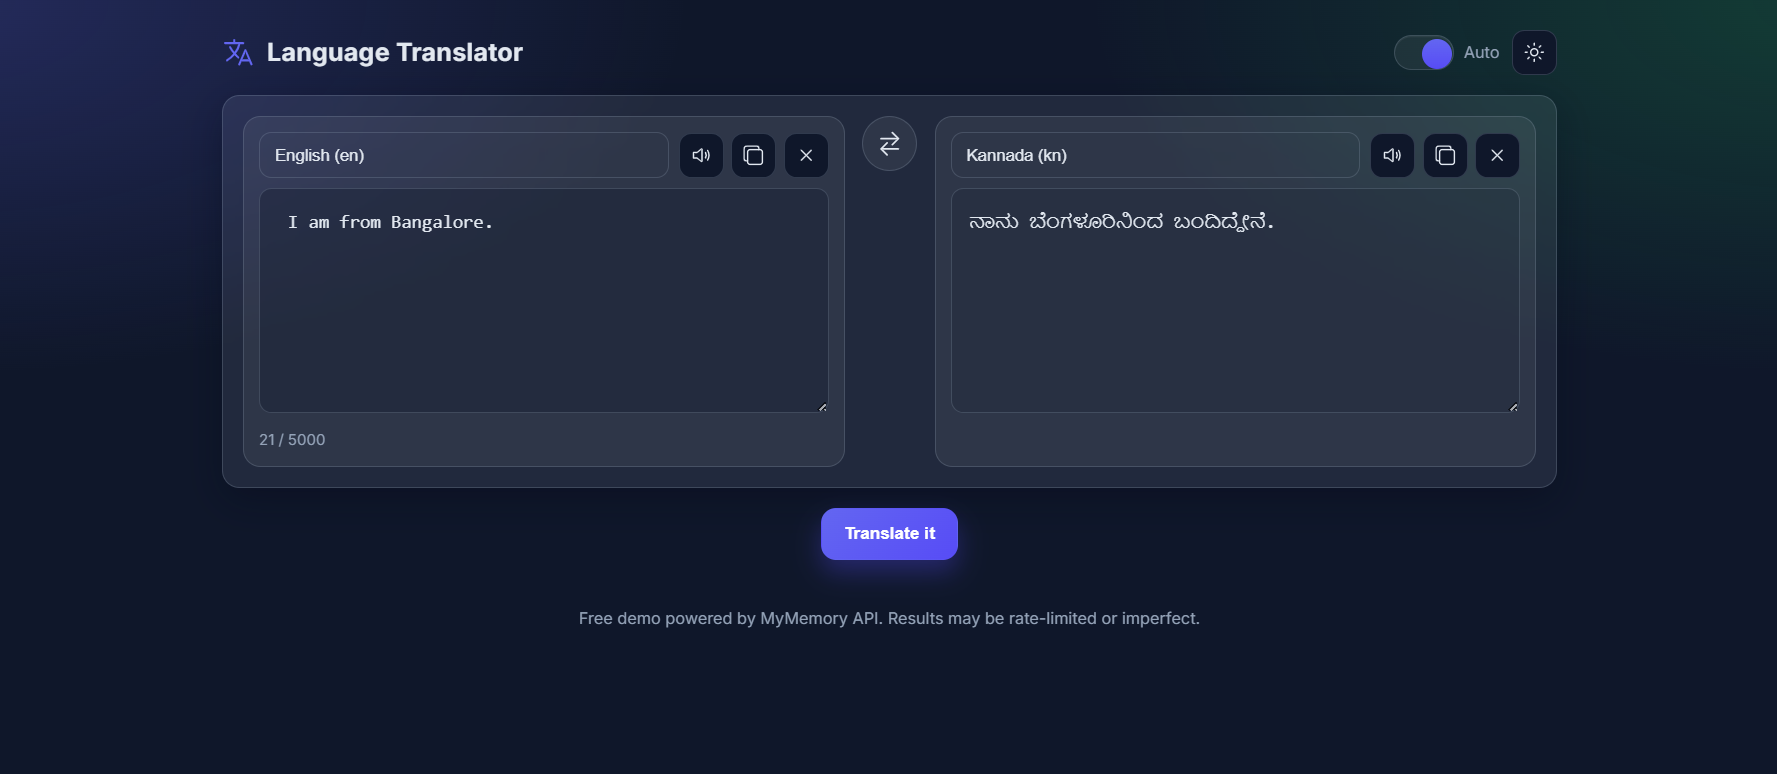 Language Translator
Auto
English (en)
Kannada (kn)
I am from Bangalore.
ನಾನು ಬೆಂಗಳೂರಿನಿಂದ ಬಂದಿದ್ದೇನೆ.
21 / 5000
Translate it
Free demo powered by MyMemory API. Results may be rate-limited or imperfect.